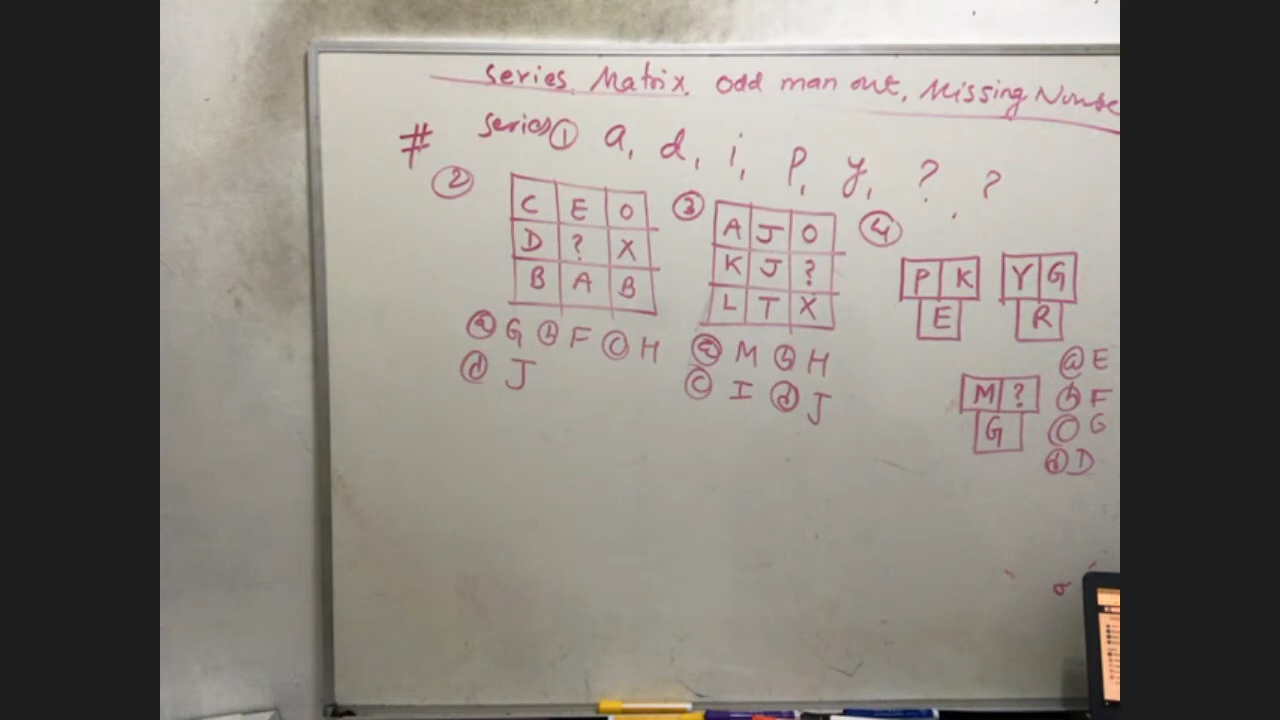 Series, Matrix, Odd man out, Missing Numbe
# Series ① a, d, i, p, y, ? ?
②
C E O
D ? X
B A B
ⓐ G ⓑ F ⓒ H
ⓓ J
③
A J O
K J ?
L T X
ⓐ M ⓑ H
ⓒ I ⓓ J
④
P K
E
Y G
R
M ?
G
ⓐ E
ⓑ F
ⓒ G
ⓓ D